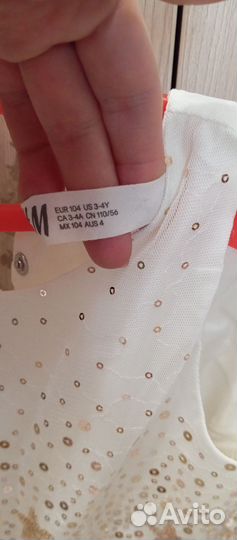 H&M
EUR 104 US 3-4Y
CA 3-4A CN 110/56
MX 104 AUS 4
Avito